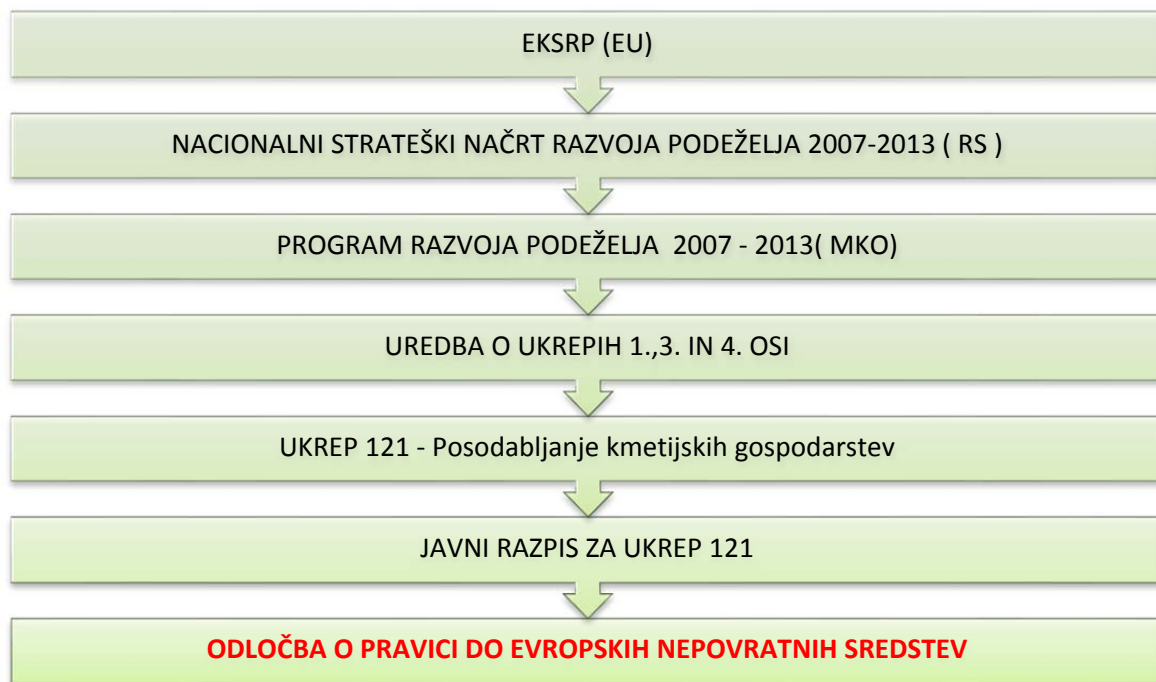 EKSRP (EU)
NACIONALNI STRATEŠKI NAČRT RAZVOJA PODEŽELJA 2007-2013 ( RS )
PROGRAM RAZVOJA PODEŽELJA 2007 - 2013( MKO)
UREDBA O UKREPIH 1.,3. IN 4. OSI
UKREP 121 - Posodabljanje kmetijskih gospodarstev
JAVNI RAZPIS ZA UKREP 121
ODLOČBA O PRAVICI DO EVROPSKIH NEPOVRATNIH SREDSTEV